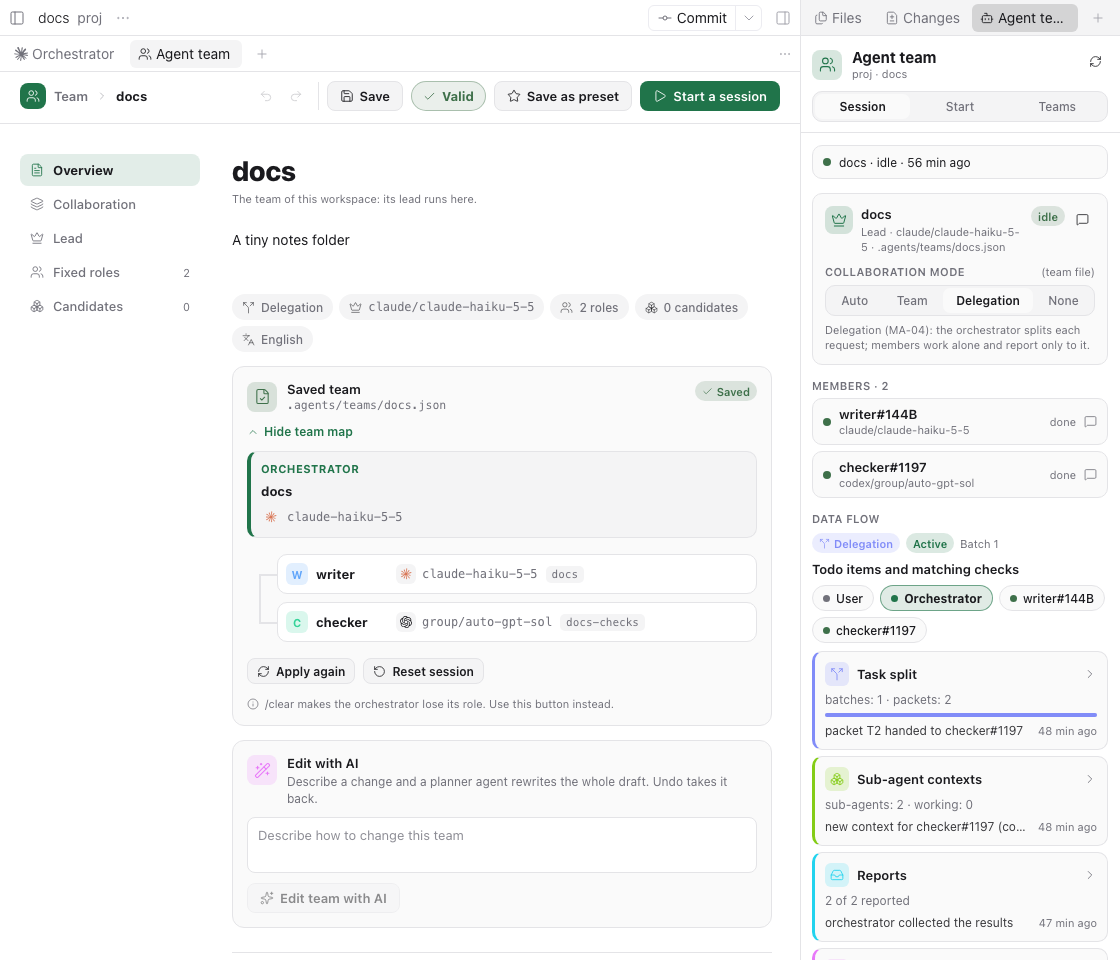 docs proj ···
Commit
Files
Changes
Agent te...
Orchestrator
Agent team
Team
docs
Save
Valid
Save as preset
Start a session
Overview
Collaboration
Lead
Fixed roles 2
Candidates 0
docs
The team of this workspace: its lead runs here.
A tiny notes folder
Delegation
claude/claude-haiku-5-5
2 roles
0 candidates
English
Saved team
.agents/teams/docs.json
Saved
Hide team map
ORCHESTRATOR
docs
claude-haiku-5-5
W writer claude-haiku-5-5 docs
C checker group/auto-gpt-sol docs-checks
Apply again
Reset session
/clear makes the orchestrator lose its role. Use this button instead.
Edit with AI
Describe a change and a planner agent rewrites the whole draft. Undo takes it
back.
Describe how to change this team
Edit team with AI
Agent team
proj · docs
Session
Start
Teams
docs · idle · 56 min ago
docs
idle
Lead · claude/claude-haiku-5-
5 · .agents/teams/docs.json
COLLABORATION MODE (team file)
Auto
Team
Delegation
None
Delegation (MA-04): the orchestrator splits each
request; members work alone and report only to it.
MEMBERS · 2
writer#144B
claude/claude-haiku-5-5
done
checker#1197
codex/group/auto-gpt-sol
done
DATA FLOW
Delegation
Active
Batch 1
Todo items and matching checks
User
Orchestrator
writer#144B
checker#1197
Task split
batches: 1 · packets: 2
packet T2 handed to checker#1197 48 min ago
Sub-agent contexts
sub-agents: 2 · working: 0
new context for checker#1197 (co... 48 min ago
Reports
2 of 2 reported
orchestrator collected the results 47 min ago